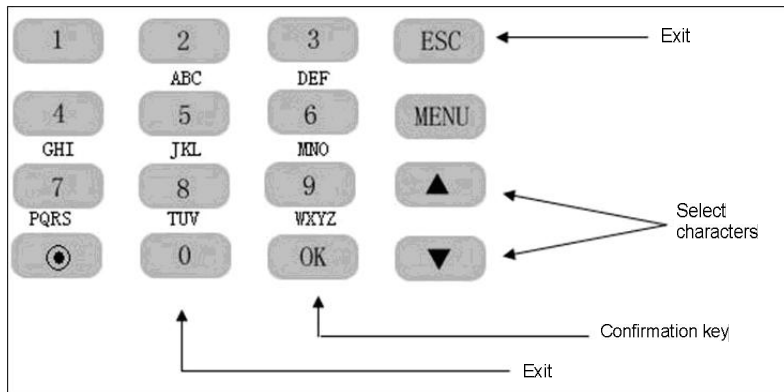 1 2 3 ESC Exit
ABC DEF
4 5 6 MENU
GHI JKL MNO
7 8 9
PQRS TUV WXYZ
Select
characters
0 OK
Confirmation key
Exit